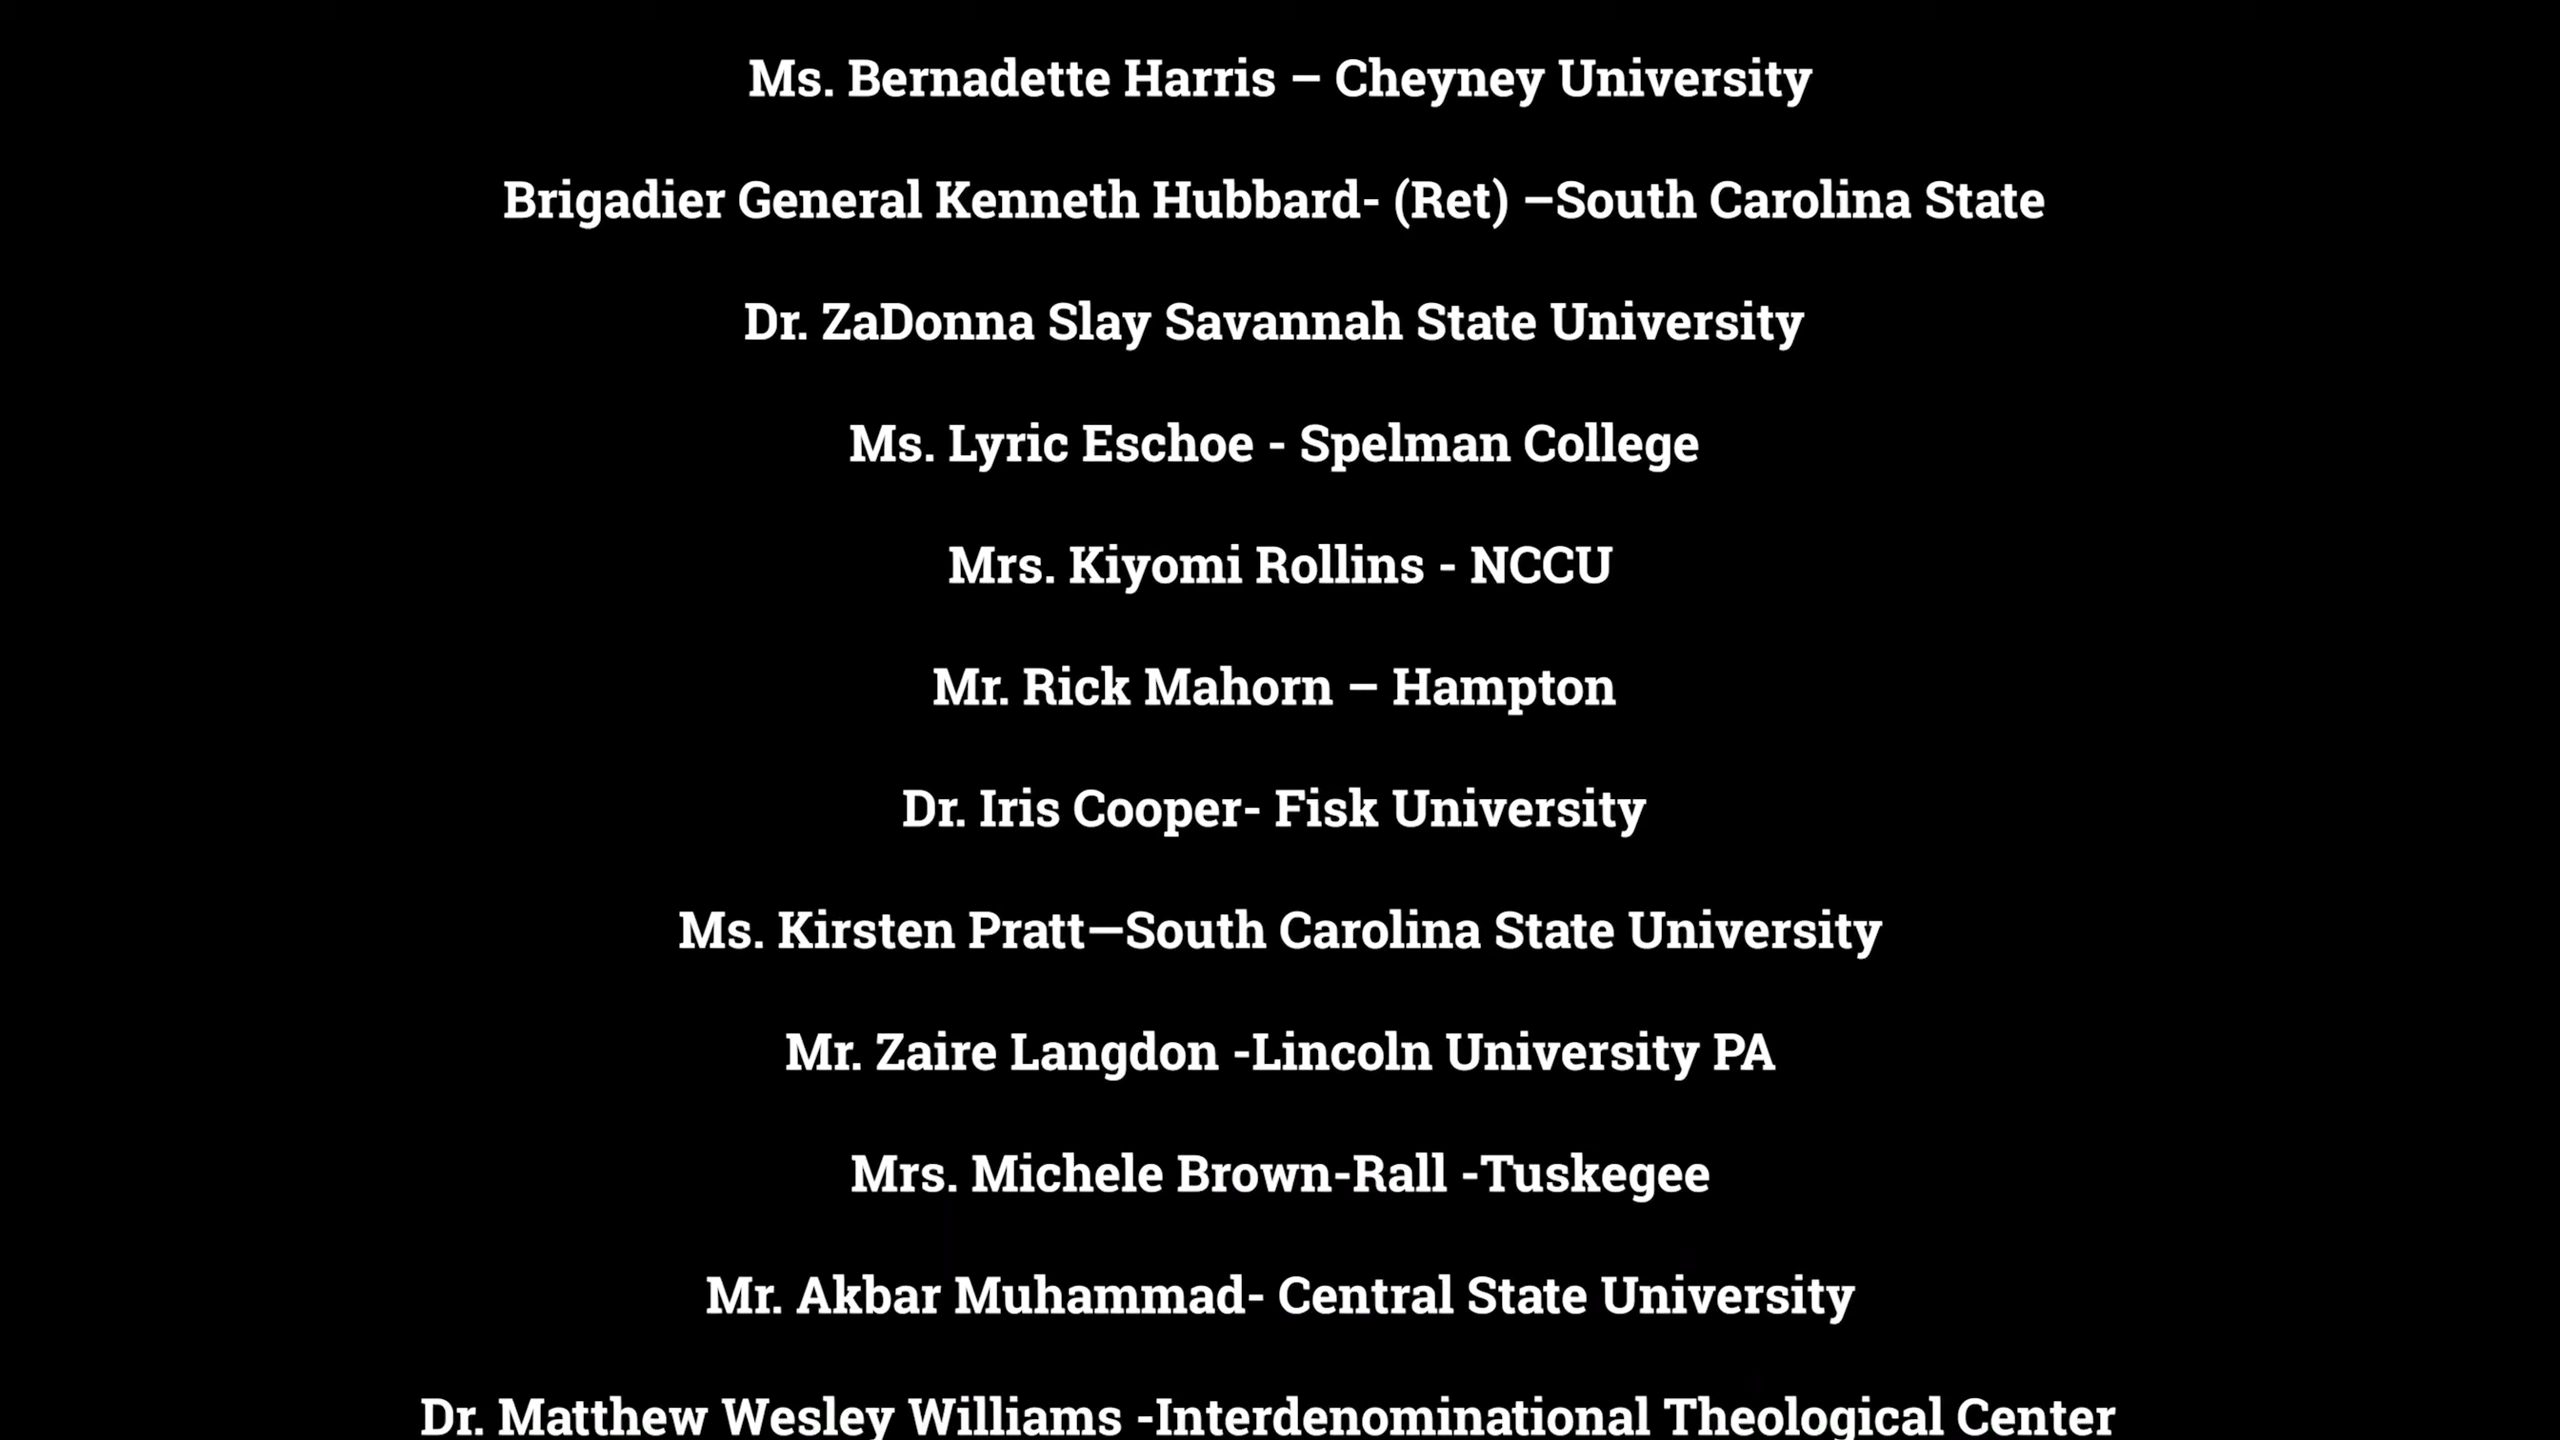 Ms. Bernadette Harris – Cheyney University
Brigadier General Kenneth Hubbard- (Ret) –South Carolina State
Dr. ZaDonna Slay Savannah State University
Ms. Lyric Eschoe - Spelman College
Mrs. Kiyomi Rollins - NCCU
Mr. Rick Mahorn – Hampton
Dr. Iris Cooper- Fisk University
Ms. Kirsten Pratt—South Carolina State University
Mr. Zaire Langdon -Lincoln University PA
Mrs. Michele Brown-Rall -Tuskegee
Mr. Akbar Muhammad- Central State University
Dr. Matthew Wesley Williams -Interdenominational Theological Center